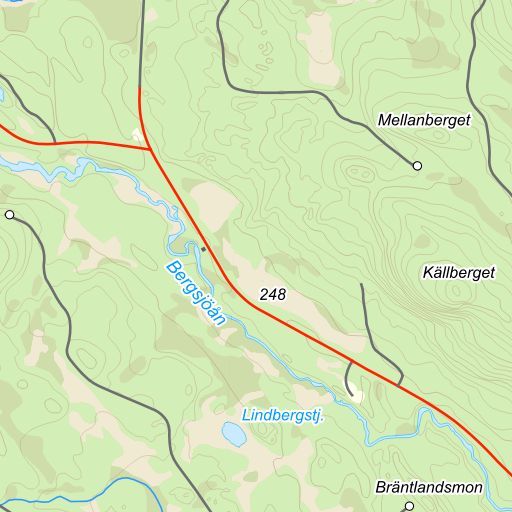 Mellanberget
Källberget
Bergsjöån
248
Lindbergstj.
Bräntlandsmon